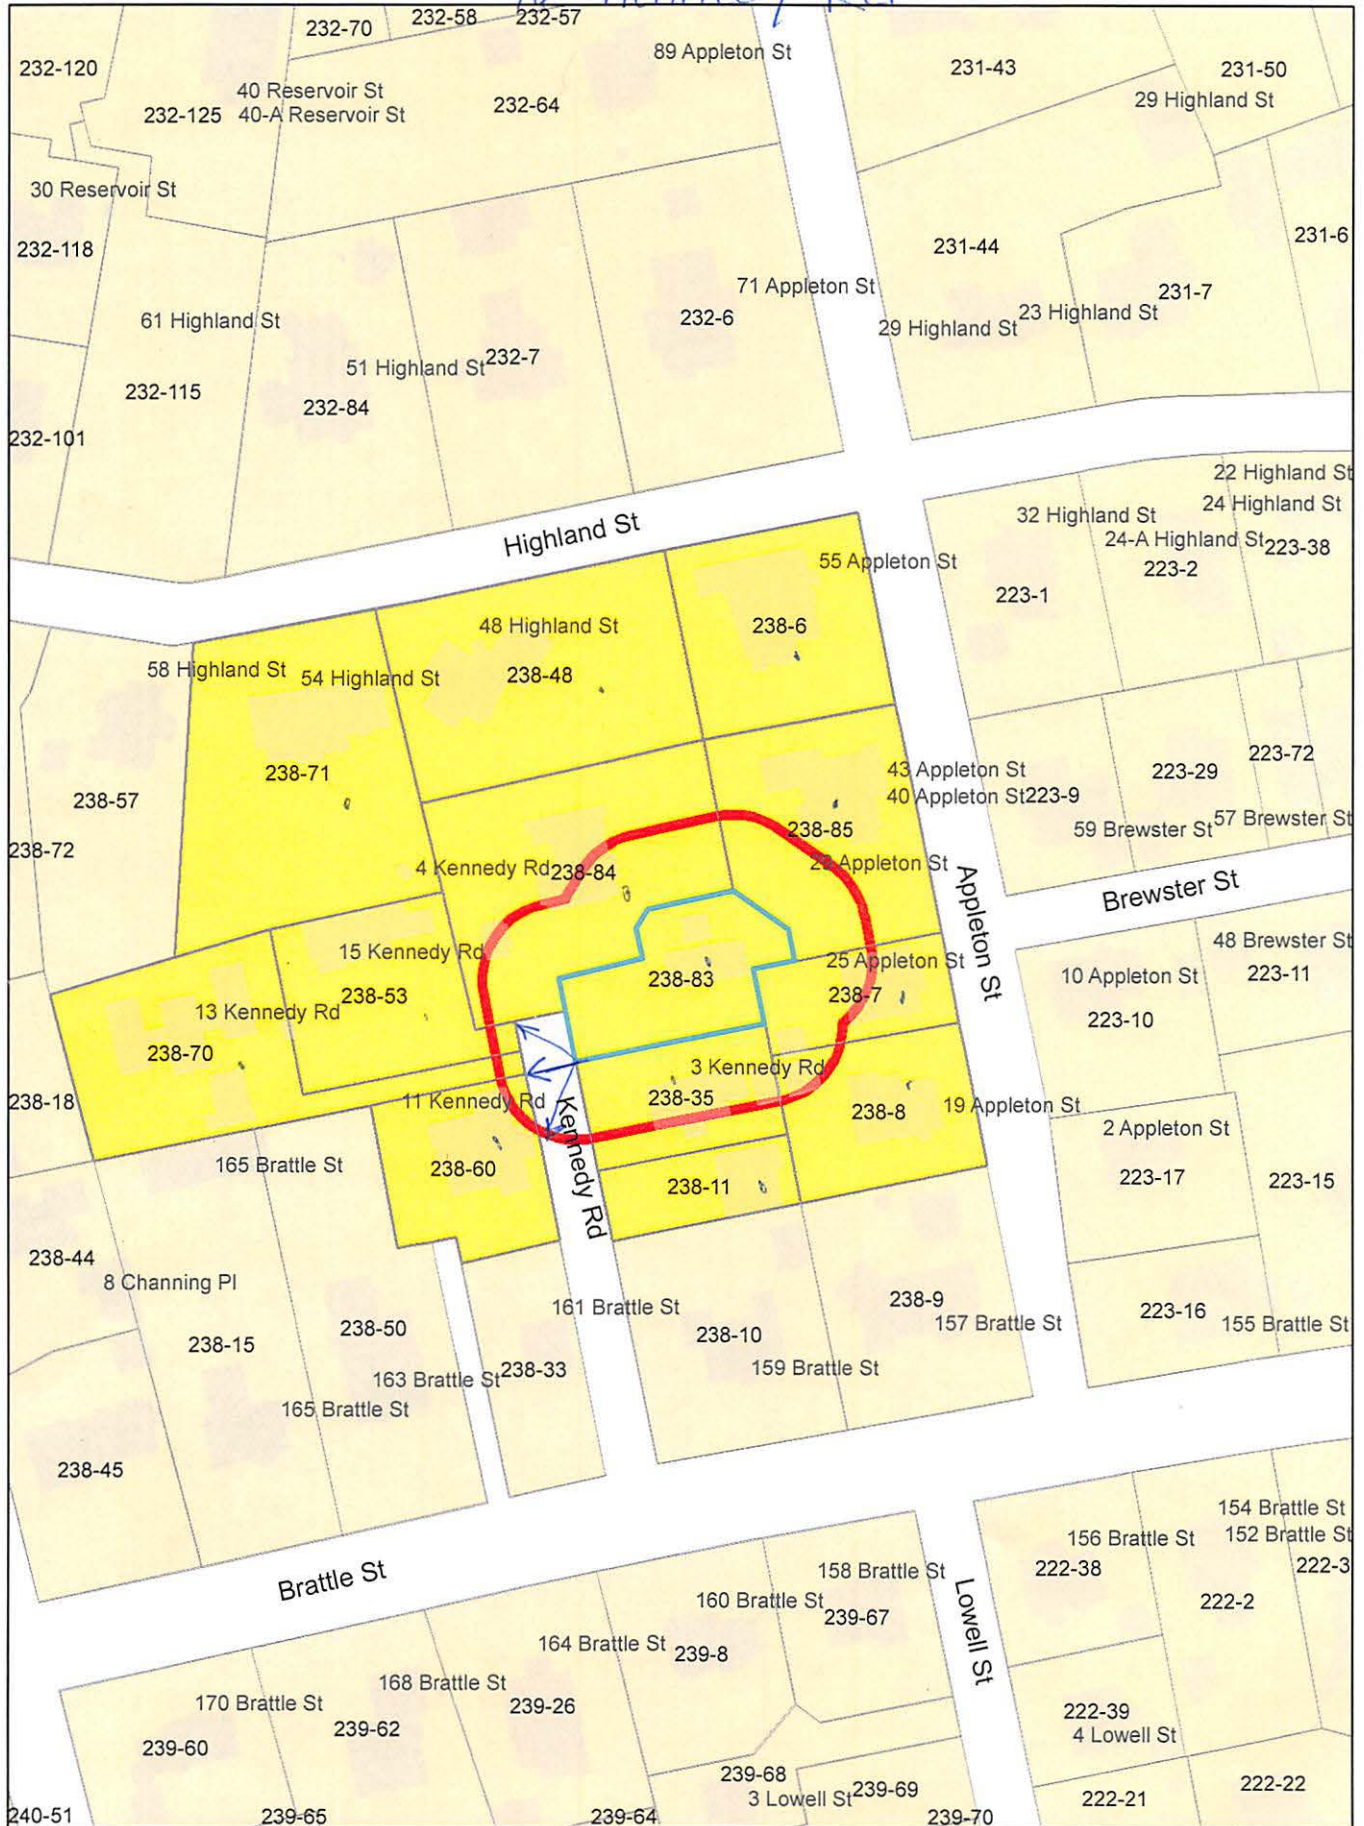 232-70
232-58
232-57
89 Appleton St
232-120
231-43
231-50
40 Reservoir St
29 Highland St
232-125
40-A Reservoir St
232-64
30 Reservoir St
232-118
231-44
231-6
71 Appleton St
231-7
61 Highland St
232-6
23 Highland St
29 Highland St
51 Highland St
232-7
232-115
232-84
232-101
22 Highland St
24 Highland St
32 Highland St
Highland St
24-A Highland St
223-38
55 Appleton St
223-2
223-1
48 Highland St
238-6
58 Highland St
54 Highland St
238-48
238-71
43 Appleton St
223-29
223-72
238-57
40 Appleton St
223-9
238-85
59 Brewster St
57 Brewster St
238-72
4 Kennedy Rd
238-84
23 Appleton St
Appleton St
Brewster St
15 Kennedy Rd
48 Brewster St
25 Appleton St
10 Appleton St
223-11
238-83
238-53
238-7
13 Kennedy Rd
223-10
238-70
3 Kennedy Rd
238-18
11 Kennedy Rd
238-35
238-8
19 Appleton St
Kennedy Rd
2 Appleton St
165 Brattle St
238-60
238-11
223-17
223-15
238-44
8 Channing Pl
161 Brattle St
238-9
238-50
238-10
157 Brattle St
223-16
155 Brattle St
238-15
163 Brattle St
238-33
159 Brattle St
165 Brattle St
238-45
154 Brattle St
156 Brattle St
152 Brattle St
Brattle St
158 Brattle St
222-38
222-3
160 Brattle St
239-67
222-2
Lowell St
164 Brattle St
239-8
168 Brattle St
170 Brattle St
239-26
222-39
239-62
4 Lowell St
239-60
239-68
222-22
3 Lowell St
239-69
222-21
240-51
239-65
239-64
239-70